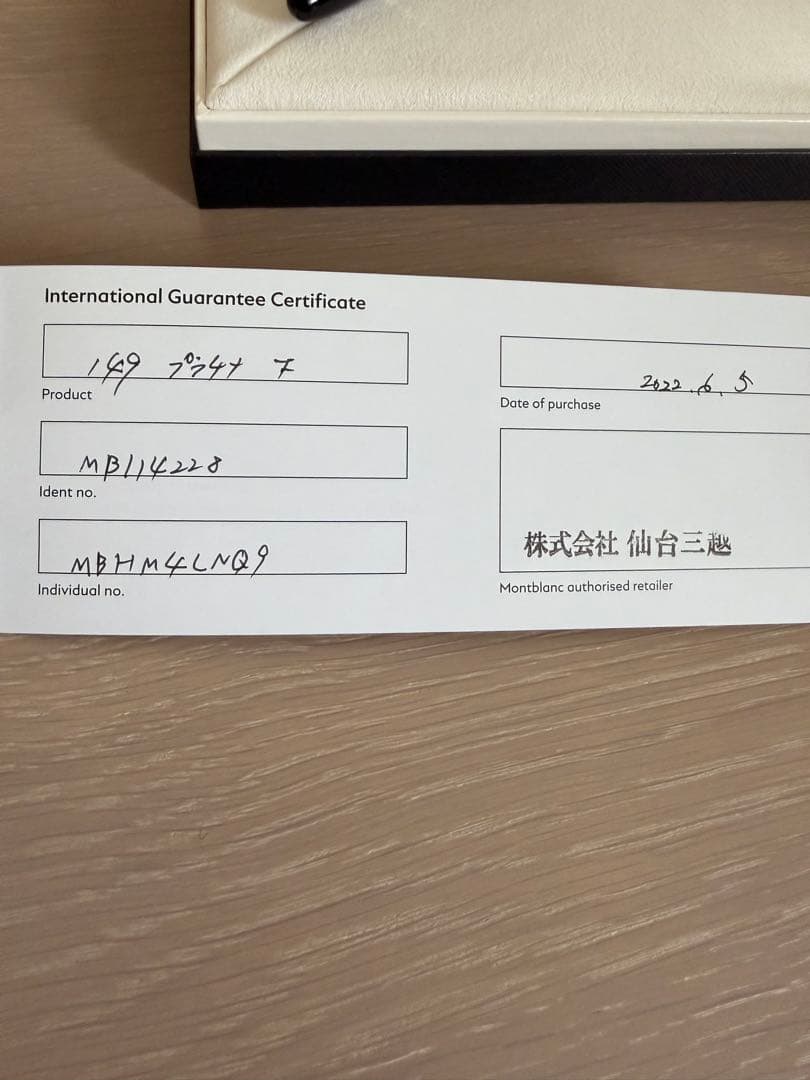 International Guarantee Certificate
149 プラチナ F
Product
MB114228
Ident no.
MBHM4LNQ9
Individual no.
2022.6.5
Date of purchase
株式会社 仙台三越
Montblanc authorised retailer